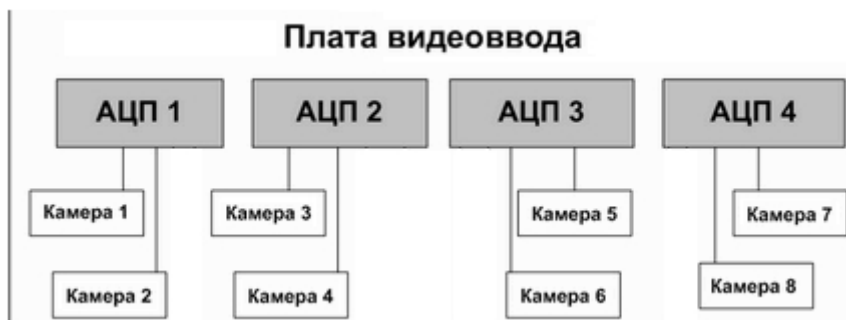 Плата видеоввода
АЦП 1
АЦП 2
АЦП 3
АЦП 4
Камера 1
Камера 3
Камера 5
Камера 7
Камера 2
Камера 4
Камера 6
Камера 8